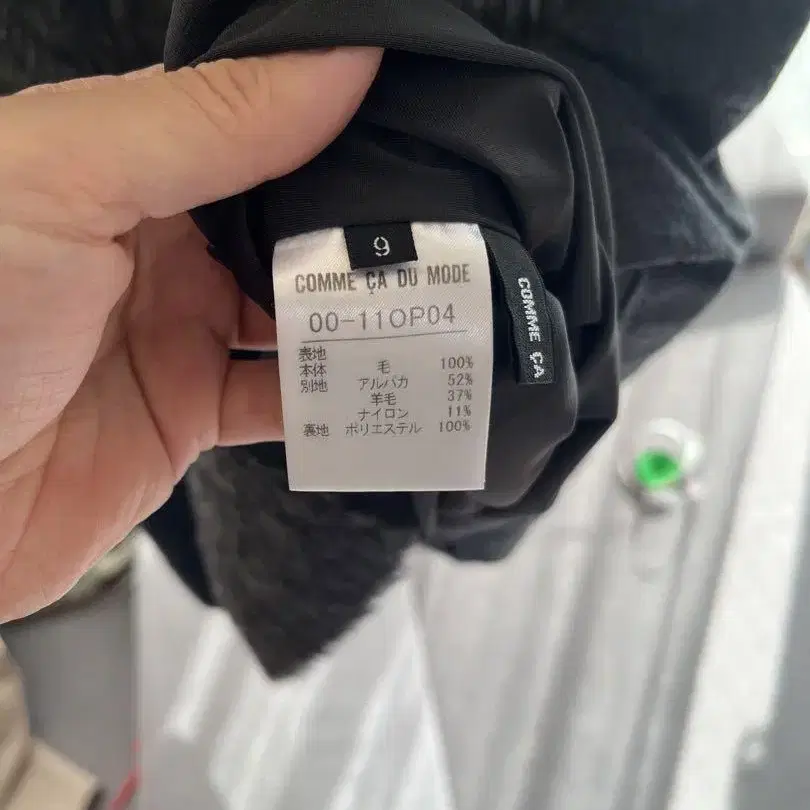 9
COMME ÇA DU MODE
00-11OP04
表地
本体 毛 100%
別地 アルパカ 52%
羊毛 37%
ナイロン 11%
裏地 ポリエステル 100%
COMME ÇA